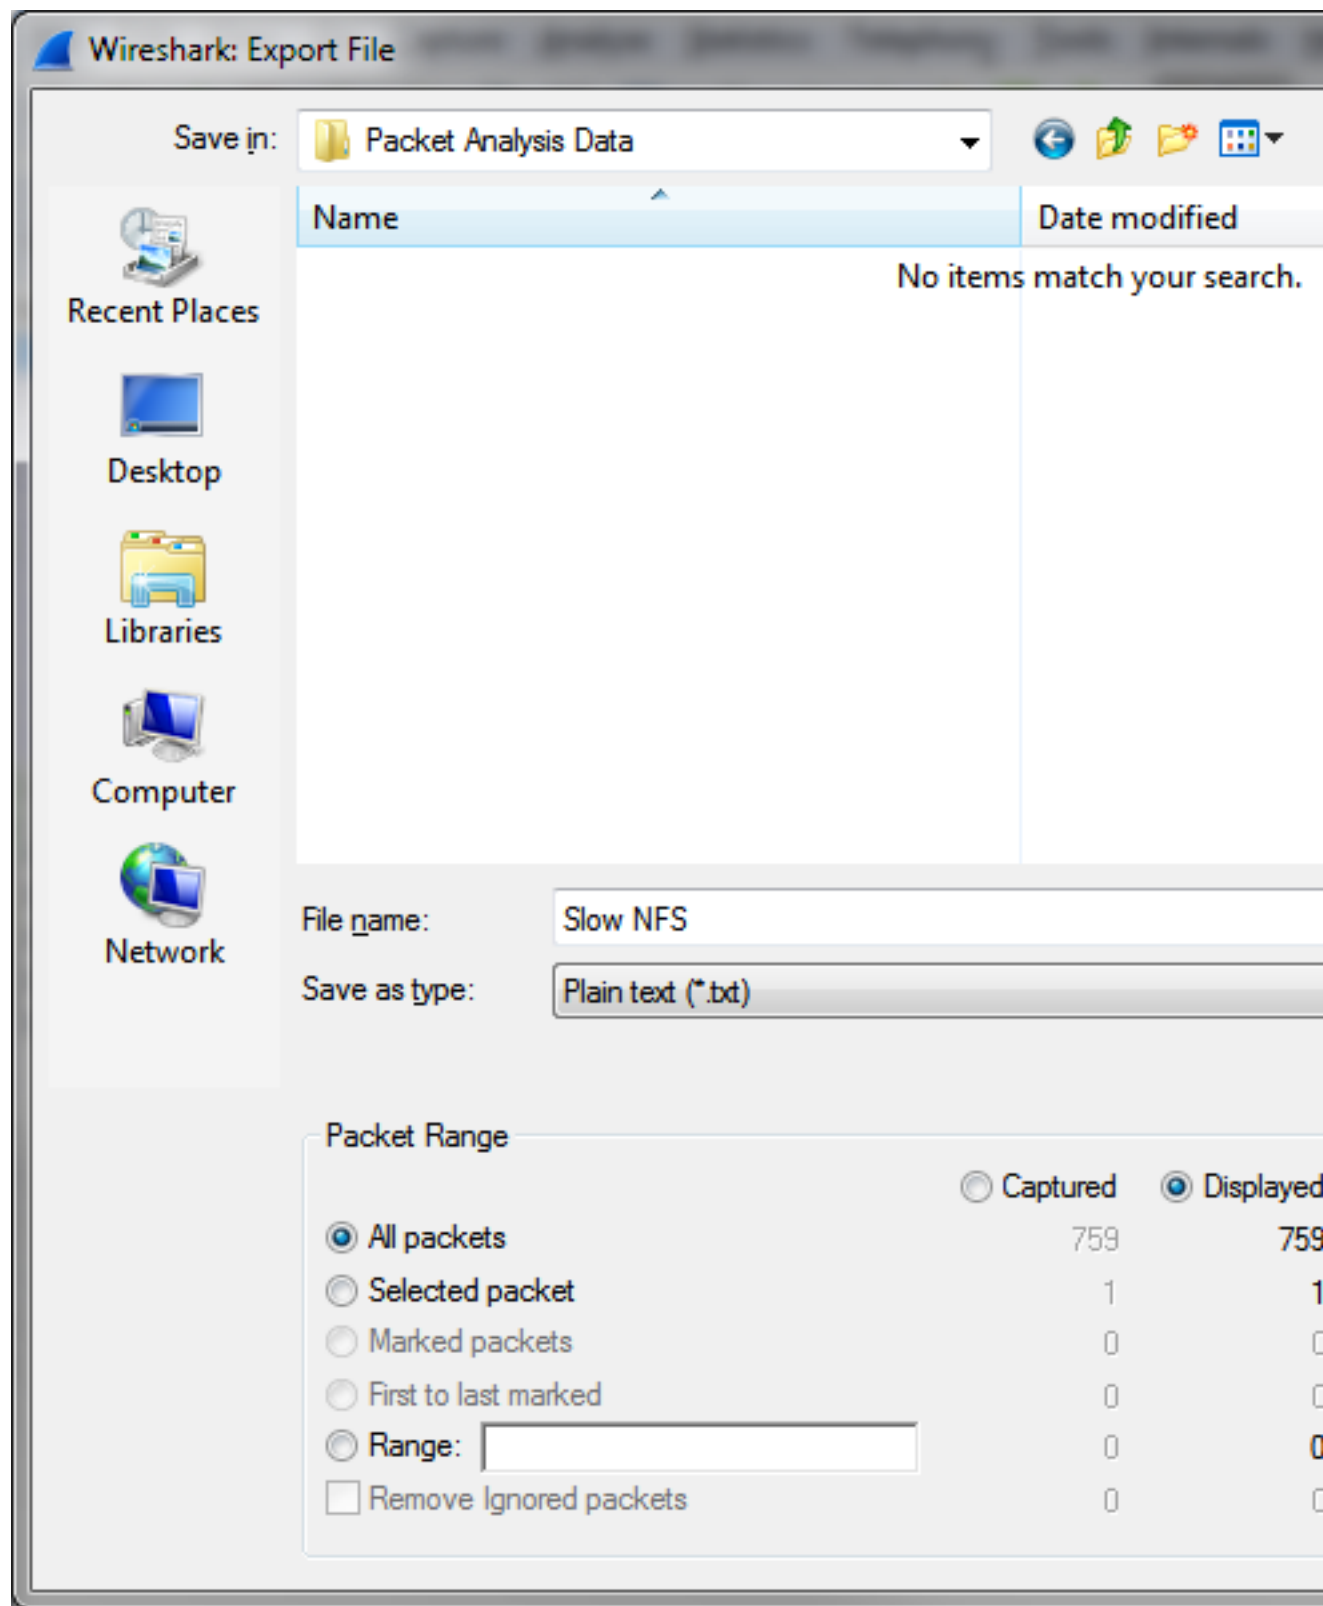 Wireshark: Export File
Save in: Packet Analysis Data
Name Date modified
No items match your search.
Recent Places
Desktop
Libraries
Computer
Network
File name: Slow NFS
Save as type: Plain text (*.txt)
Packet Range
Captured Displayed
All packets 759 759
Selected packet 1 1
Marked packets 0 0
First to last marked 0 0
Range: 0 0
Remove Ignored packets 0 0